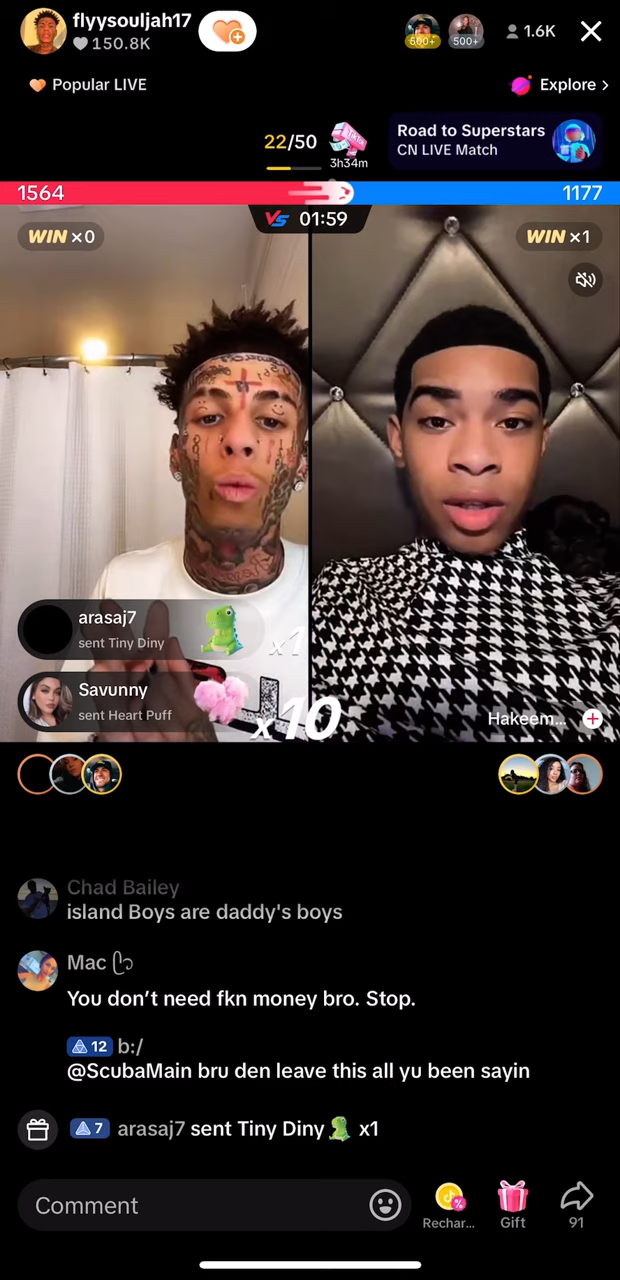 flyysouljah17
150.8K
500+
500+
1.6K
Popular LIVE
Explore >
22/50
3h34m
Road to Superstars
CN LIVE Match
1564
1177
VS 01:59
WIN ×0
WIN ×1
arasaj7
sent Tiny Diny
x1
Savunny
sent Heart Puff
x10
Hakeem...
Chad Bailey
island Boys are daddy's boys
Mac
You don’t need fkn money bro. Stop.
12 b:/
@ScubaMain bru den leave this all yu been sayin
7 arasaj7 sent Tiny Diny x1
Comment
Rechar...
Gift
91